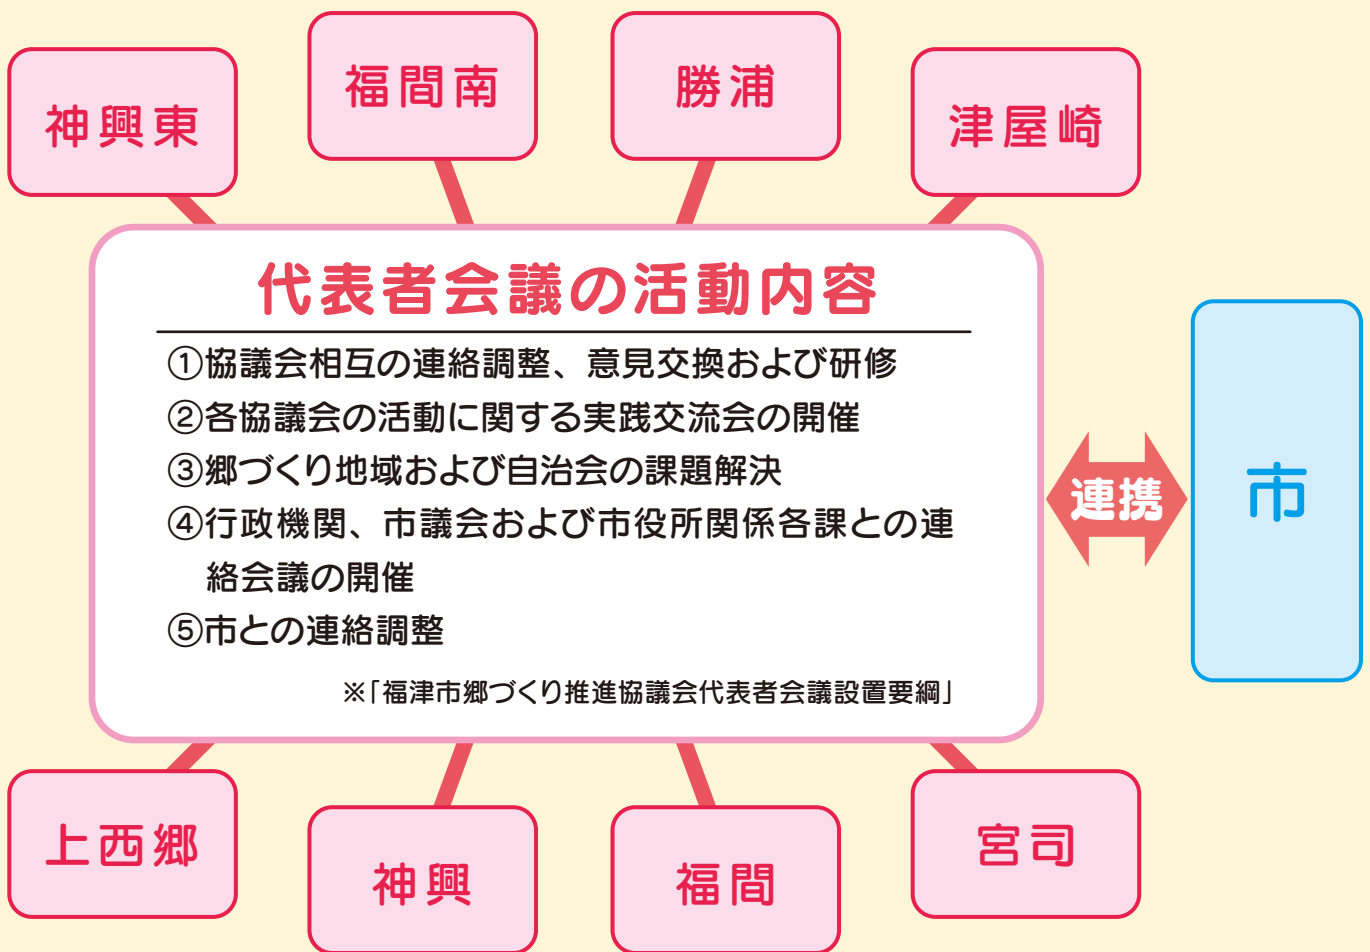 神興東
福間南
勝浦
津屋崎
代表者会議の活動内容
①協議会相互の連絡調整、意見交換および研修
②各協議会の活動に関する実践交流会の開催
③郷づくり地域および自治会の課題解決
④行政機関、市議会および市役所関係各課との連
絡会議の開催
⑤市との連絡調整
※「福津市郷づくり推進協議会代表者会議設置要綱」
連携
市
上西郷
神興
福間
宮司